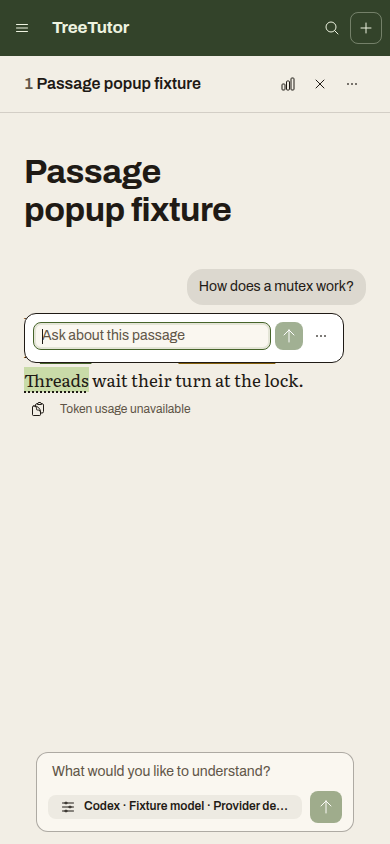 TreeTutor
1 Passage popup fixture
Passage
popup fixture
How does a mutex work?
Ask about this passage
Threads wait their turn at the lock.
Token usage unavailable
What would you like to understand?
Codex · Fixture model · Provider de…